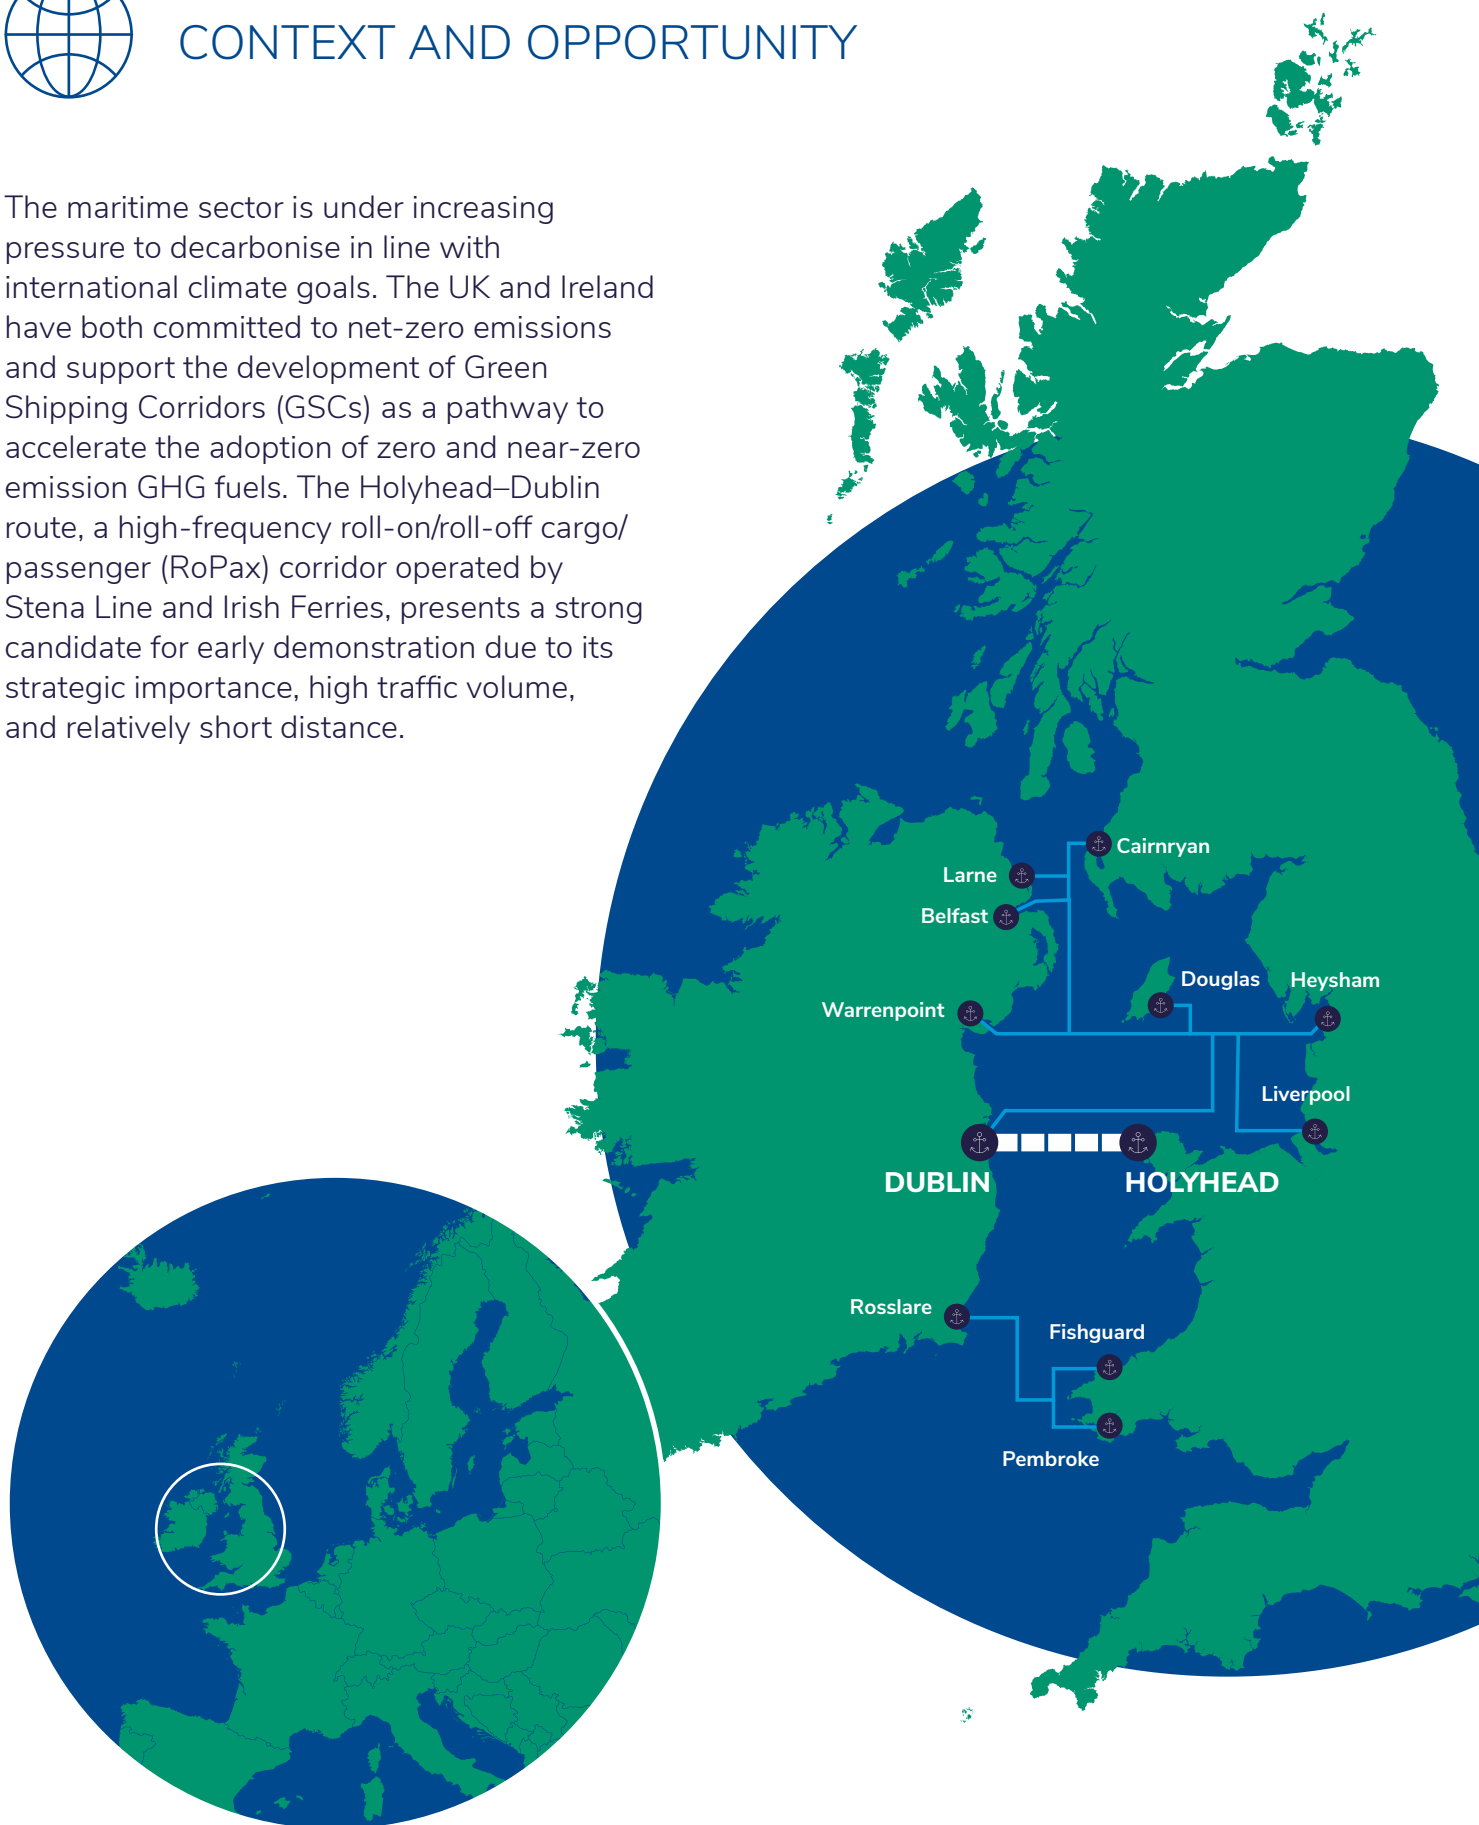 CONTEXT AND OPPORTUNITY
The maritime sector is under increasing
pressure to decarbonise in line with
international climate goals. The UK and Ireland
have both committed to net-zero emissions
and support the development of Green
Shipping Corridors (GSCs) as a pathway to
accelerate the adoption of zero and near-zero
emission GHG fuels. The Holyhead–Dublin
route, a high-frequency roll-on/roll-off cargo/
passenger (RoPax) corridor operated by
Stena Line and Irish Ferries, presents a strong
candidate for early demonstration due to its
strategic importance, high traffic volume,
and relatively short distance.
Cairnryan
Larne
Belfast
Douglas
Heysham
Warrenpoint
Liverpool
DUBLIN
HOLYHEAD
Rosslare
Fishguard
Pembroke